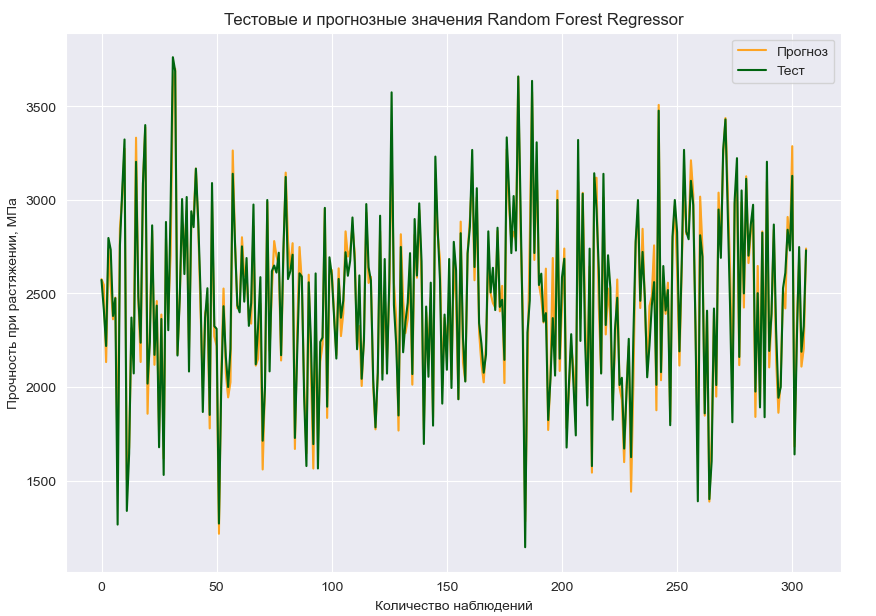 Тестовые и прогнозные значения Random Forest Regressor
Прогноз
Тест
Прочность при растяжении, МПа
3500
3000
2500
2000
1500
0
50
100
150
200
250
300
Количество наблюдений